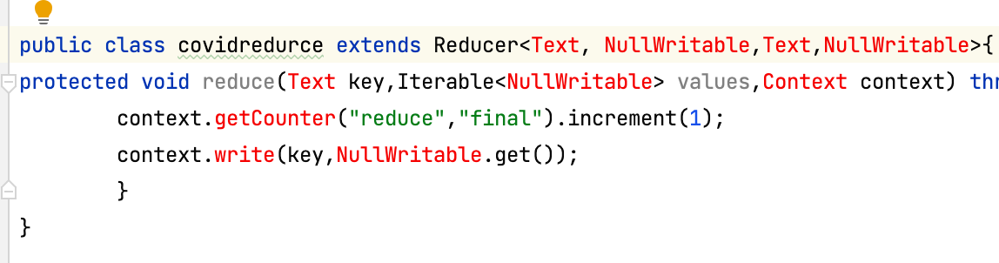 public class covidredurce extends Reducer<Text, NullWritable,Text,NullWritable>{
protected void reduce(Text key,Iterable<NullWritable> values,Context context) thr
context.getCounter("reduce","final").increment(1);
context.write(key,NullWritable.get());
}
}